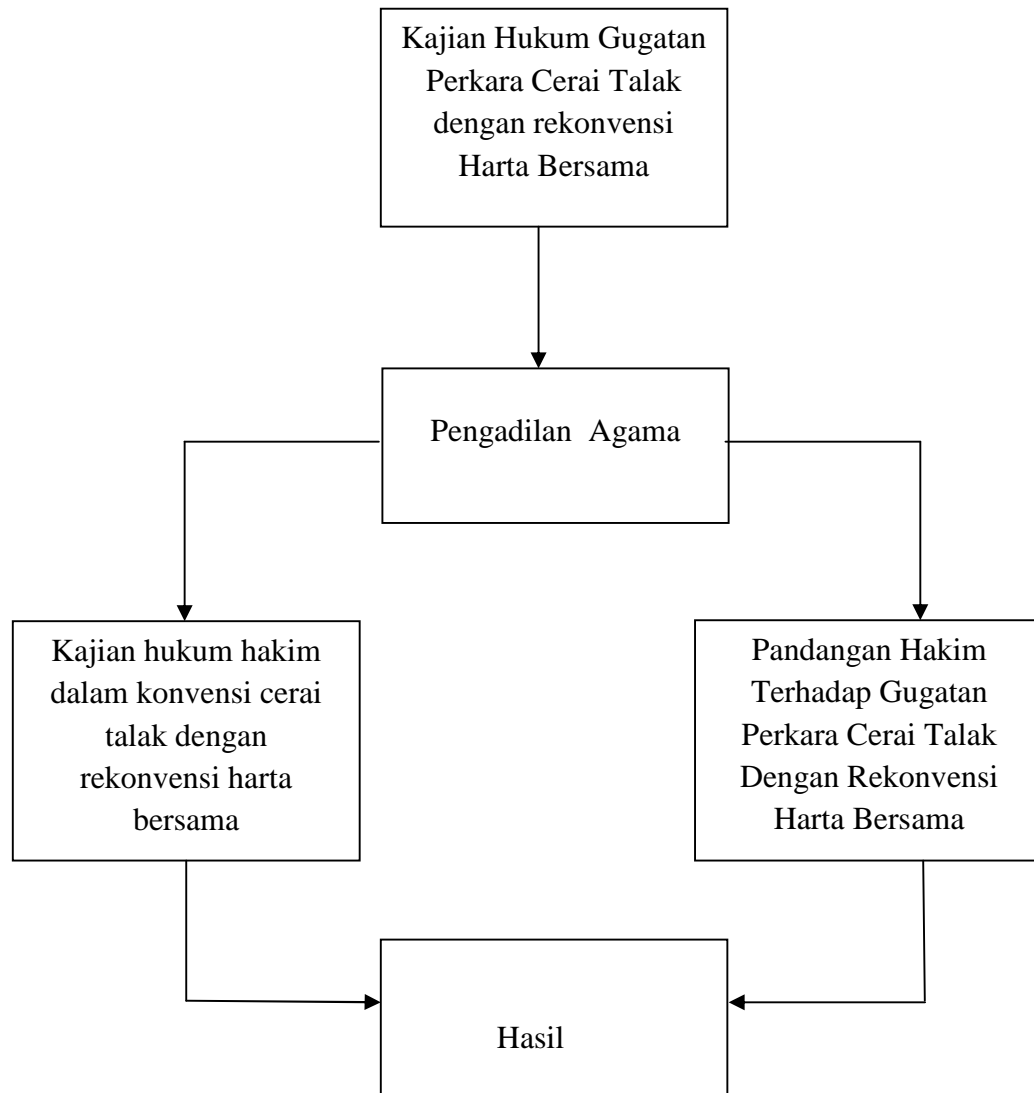 Kajian Hukum Gugatan
Perkara Cerai Talak
dengan rekonvensi
Harta Bersama
Pengadilan Agama
Kajian hukum hakim
dalam konvensi cerai
talak dengan
rekonvensi harta
bersama
Pandangan Hakim
Terhadap Gugatan
Perkara Cerai Talak
Dengan Rekonvensi
Harta Bersama
Hasil